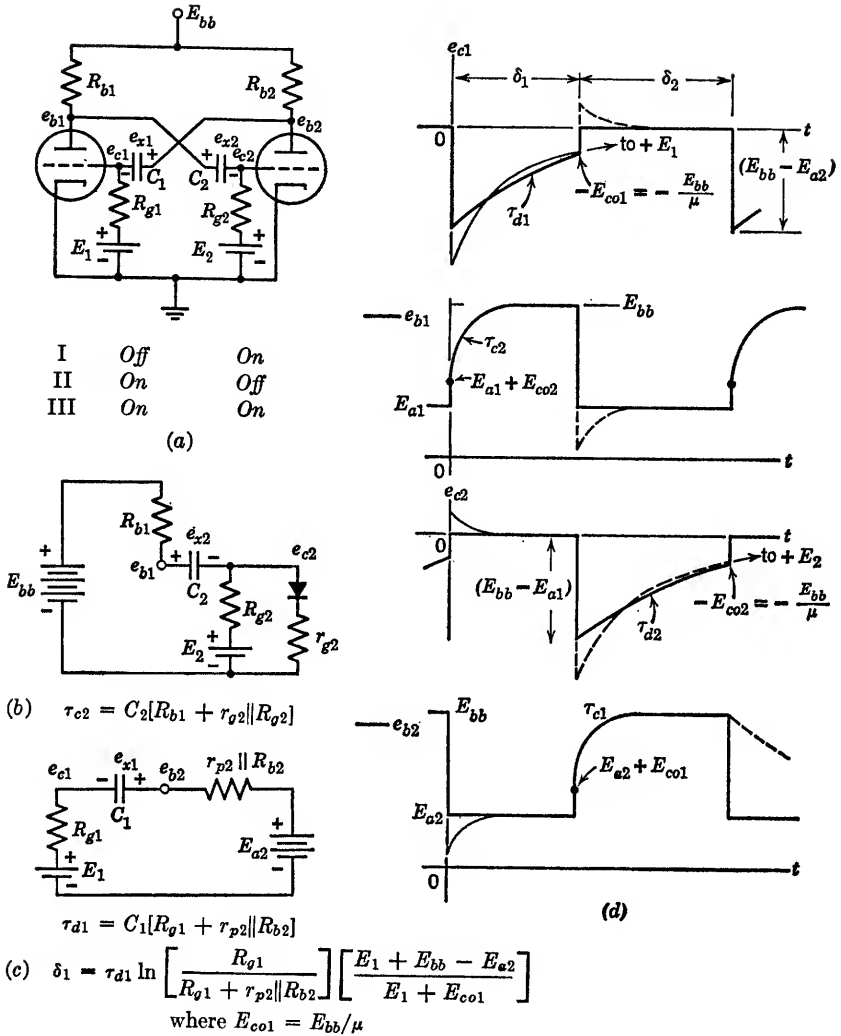 E_bb
R_b1
R_b2
e_b1
e_x1
e_x2
e_b2
e_c1
C_1
C_2
e_c2
R_g1
R_g2
E_1
E_2
I Off On
II On Off
III On On
(a)
R_b1
e_x2
e_c2
E_bb
e_b1
C_2
R_g2
E_2
r_g2
(b) τ_c2 = C_2[R_b1 + r_g2||R_g2]
e_c1
e_x1
e_b2
r_p2 || R_b2
C_1
R_g1
E_a2
E_1
τ_d1 = C_1[R_g1 + r_p2||R_b2]
(c) δ_1 = τ_d1 ln [R_g1 / (R_g1 + r_p2||R_b2)] [(E_1 + E_bb − E_a2) / (E_1 + E_co1)]
where E_co1 = E_bb/μ
e_c1
δ_1
δ_2
0
t
to + E_1
(E_bb − E_a2)
−E_co1 = − E_bb/μ
τ_d1
e_b1
E_bb
τ_c2
E_a1 + E_co2
E_a1
0
t
e_c2
0
t
to + E_2
(E_bb − E_a1)
−E_co2 = − E_bb/μ
τ_d2
e_b2
E_bb
τ_c1
E_a2 + E_co1
E_a2
0
t
(d)